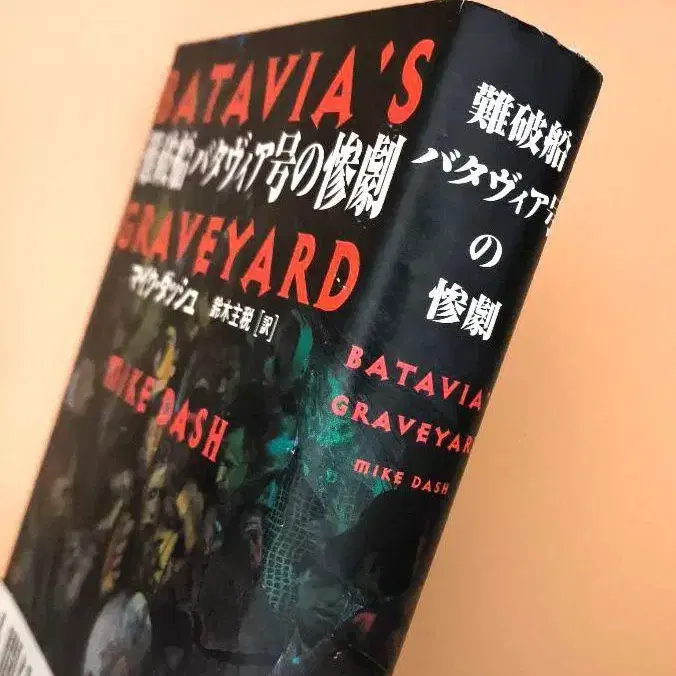 BATAVIA'S
難破船バタヴィア号の惨劇
GRAVEYARD
マイク・ダッシュ 鈴木主税[訳]
MIKE DASH
難破船
バタヴィア号
の
惨劇
BATAVIA
GRAVEYARD
MIKE DASH